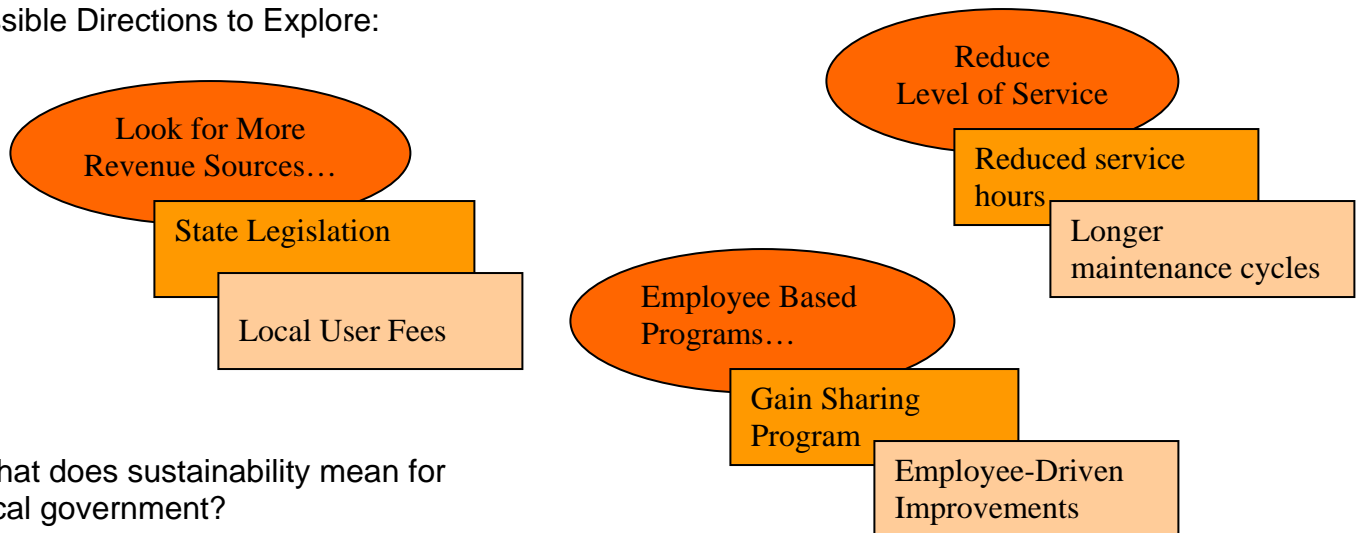 ssible Directions to Explore:
Look for More
Revenue Sources…
State Legislation
Local User Fees
Reduce
Level of Service
Reduced service
hours
Longer
maintenance cycles
Employee Based
Programs…
Gain Sharing
Program
Employee-Driven
Improvements
hat does sustainability mean for
cal government?